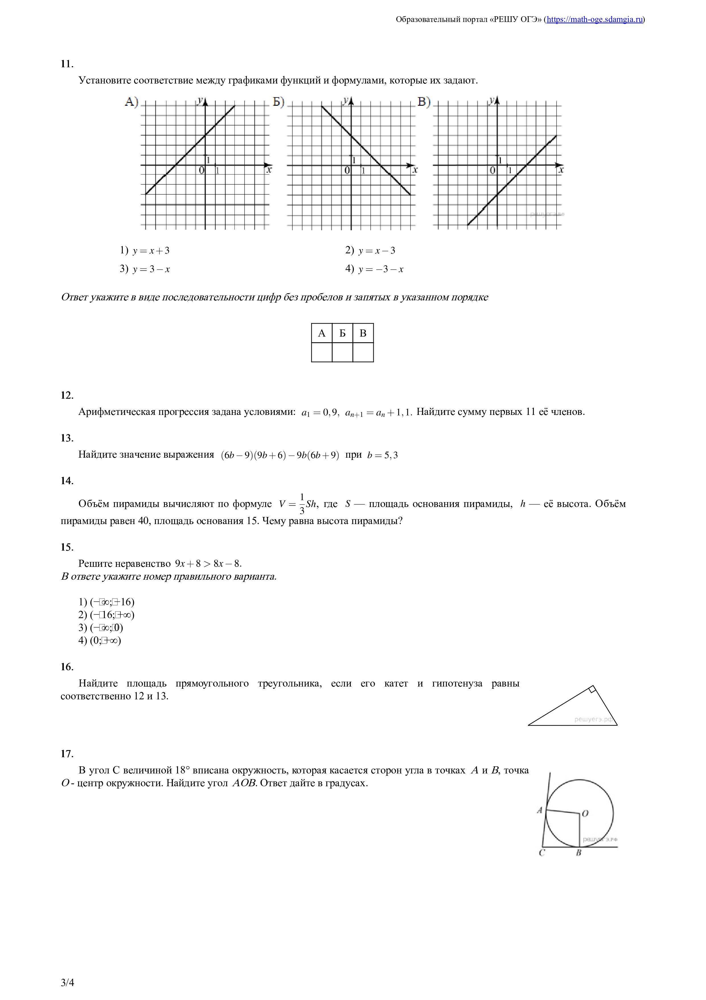 Образовательный портал «РЕШУ ОГЭ» (https://math-oge.sdamgia.ru)
11.
Установите соответствие между графиками функций и формулами, которые их задают.
А) y 1 0 1 x Б) y 1 0 1 x В) y 1 0 1 x
решуогэ.рф
1) y = x + 3 2) y = x − 3
3) y = 3 − x 4) y = −3 − x
Ответ укажите в виде последовательности цифр без пробелов и запятых в указанном порядке
А Б В
12.
Арифметическая прогрессия задана условиями: a₁ = 0,9, aₙ₊₁ = aₙ + 1,1. Найдите сумму первых 11 её членов.
13.
Найдите значение выражения (6b − 9)(9b + 6) − 9b(6b + 9) при b = 5,3
14.
Объём пирамиды вычисляют по формуле V = 1/3 Sh, где S — площадь основания пирамиды, h — её высота. Объём
пирамиды равен 40, площадь основания 15. Чему равна высота пирамиды?
15.
Решите неравенство 9x + 8 > 8x − 8.
В ответе укажите номер правильного варианта.
1) (−∞; −16)
2) (−16; +∞)
3) (−∞; 0)
4) (0; +∞)
16.
Найдите площадь прямоугольного треугольника, если его катет и гипотенуза равны
соответственно 12 и 13.
решуегэ.рф
17.
В угол C величиной 18° вписана окружность, которая касается сторон угла в точках A и B, точка
O - центр окружности. Найдите угол AOB. Ответ дайте в градусах.
A O
решуегэ.рф
C B
3/4